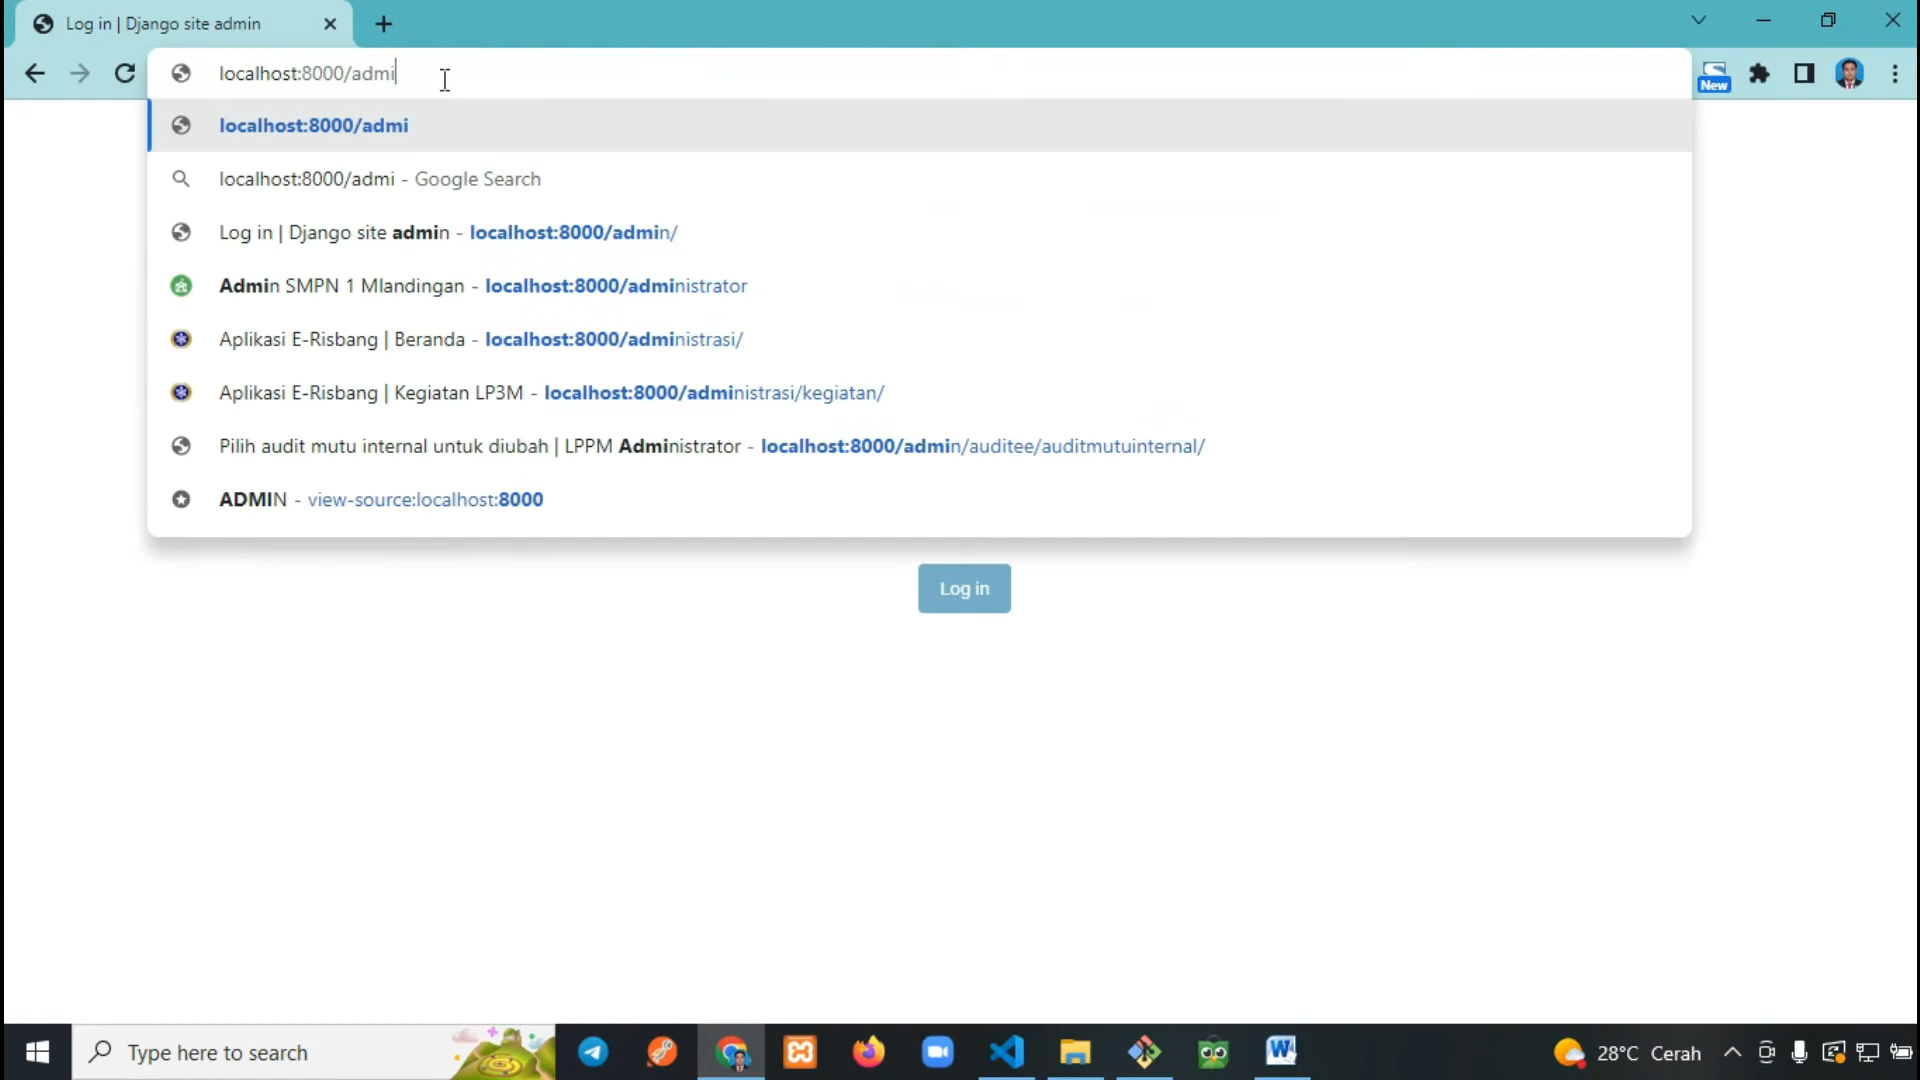 Log in | Django site admin
localhost:8000/admi
New
localhost:8000/admi
localhost:8000/admi - Google Search
Log in | Django site admin - localhost:8000/admin/
Admin SMPN 1 Mlandingan - localhost:8000/administrator
Aplikasi E-Risbang | Beranda - localhost:8000/administrasi/
Aplikasi E-Risbang | Kegiatan LP3M - localhost:8000/administrasi/kegiatan/
Pilih audit mutu internal untuk diubah | LPPM Administrator - localhost:8000/admin/auditee/auditmutuinternal/
ADMIN - view-source:localhost:8000
Log in
Type here to search
28°C Cerah